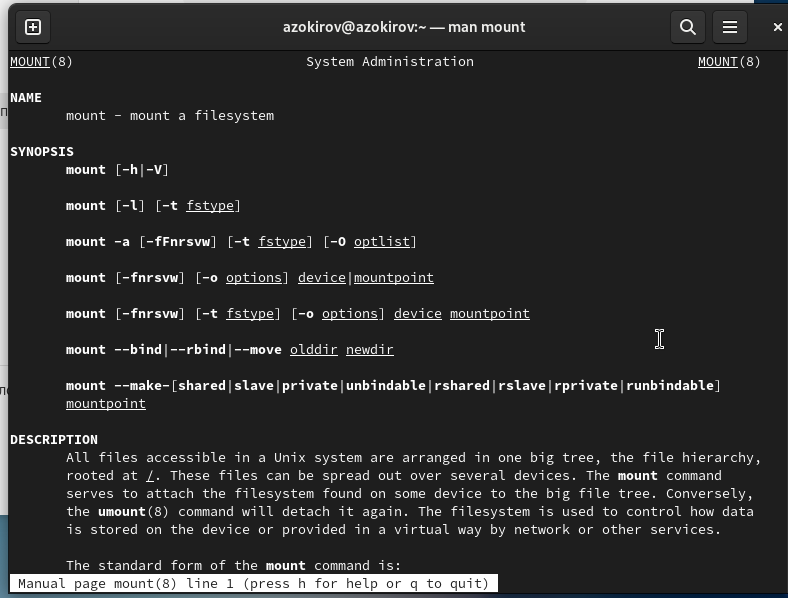 azokirov@azokirov:~ — man mount
MOUNT(8) System Administration MOUNT(8)
NAME
mount - mount a filesystem
SYNOPSIS
mount [-h|-V]
mount [-l] [-t fstype]
mount -a [-fFnrsvw] [-t fstype] [-O optlist]
mount [-fnrsvw] [-o options] device|mountpoint
mount [-fnrsvw] [-t fstype] [-o options] device mountpoint
mount --bind|--rbind|--move olddir newdir
mount --make-[shared|slave|private|unbindable|rshared|rslave|rprivate|runbindable]
mountpoint
DESCRIPTION
All files accessible in a Unix system are arranged in one big tree, the file hierarchy,
rooted at /. These files can be spread out over several devices. The mount command
serves to attach the filesystem found on some device to the big file tree. Conversely,
the umount(8) command will detach it again. The filesystem is used to control how data
is stored on the device or provided in a virtual way by network or other services.
The standard form of the mount command is:
Manual page mount(8) line 1 (press h for help or q to quit)